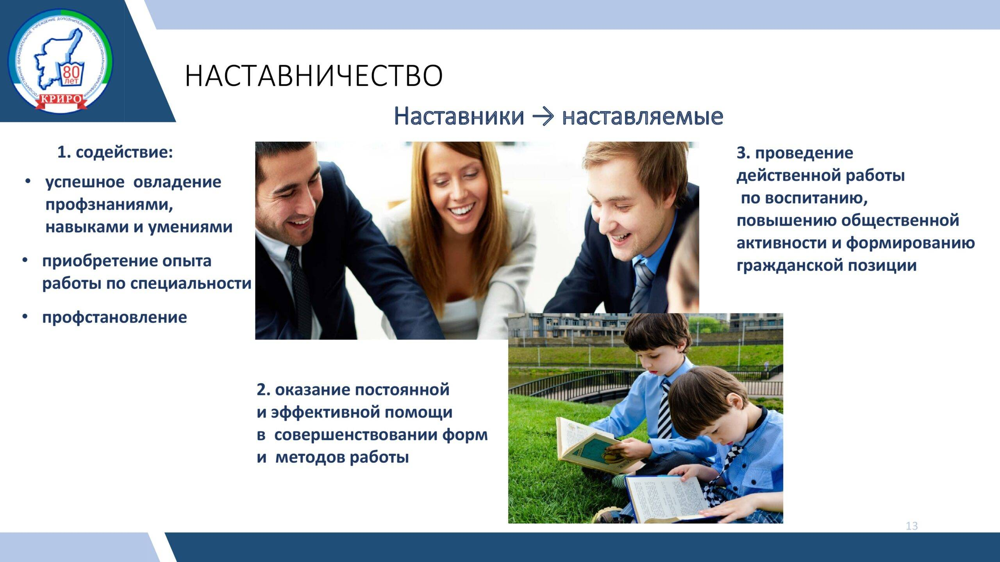 ГОСУДАРСТВЕННОЕ ОБРАЗОВАТЕЛЬНОЕ УЧРЕЖДЕНИЕ ДОПОЛНИТЕЛЬНОГО ПРОФЕССИОНАЛЬНОГО ОБРАЗОВАНИЯ
80
лет
КРИРО
НАСТАВНИЧЕСТВО
Наставники → наставляемые
1. содействие:
• успешное овладение
профзнаниями,
навыками и умениями
• приобретение опыта
работы по специальности
• профстановление
2. оказание постоянной
и эффективной помощи
в совершенствовании форм
и методов работы
3. проведение
действенной работы
по воспитанию,
повышению общественной
активности и формированию
гражданской позиции
13